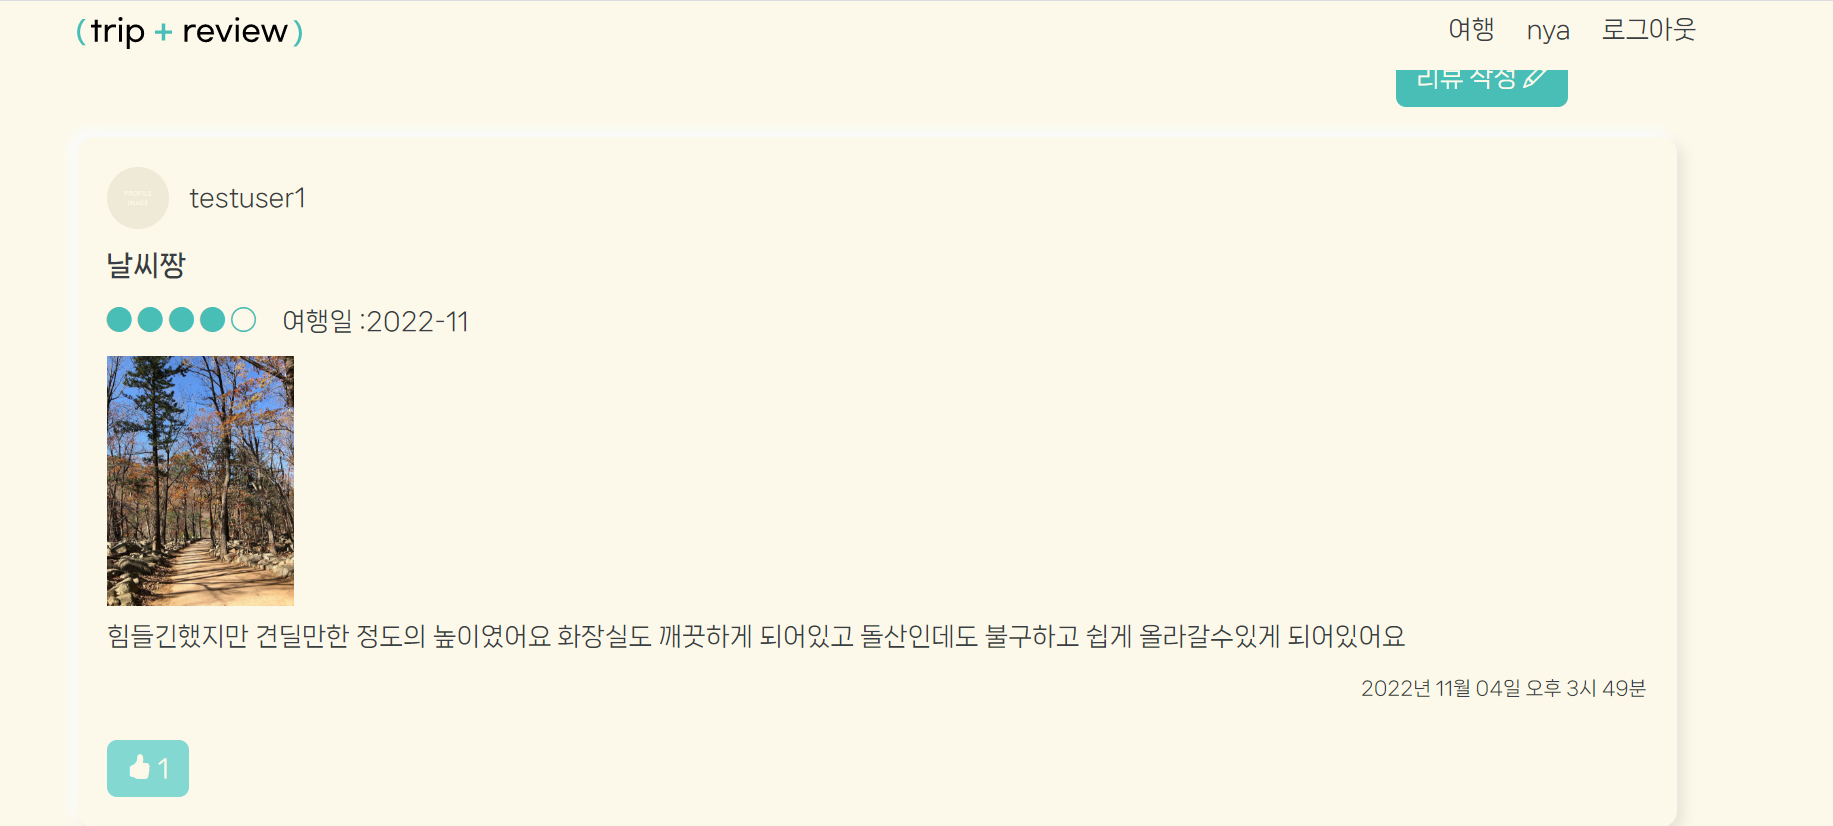 (trip + review)
여행 nya 로그아웃
리뷰 작성
PROFILE
IMAGE
testuser1
날씨짱
여행일 :2022-11
힘들긴했지만 견딜만한 정도의 높이였어요 화장실도 깨끗하게 되어있고 돌산인데도 불구하고 쉽게 올라갈수있게 되어있어요
2022년 11월 04일 오후 3시 49분
1